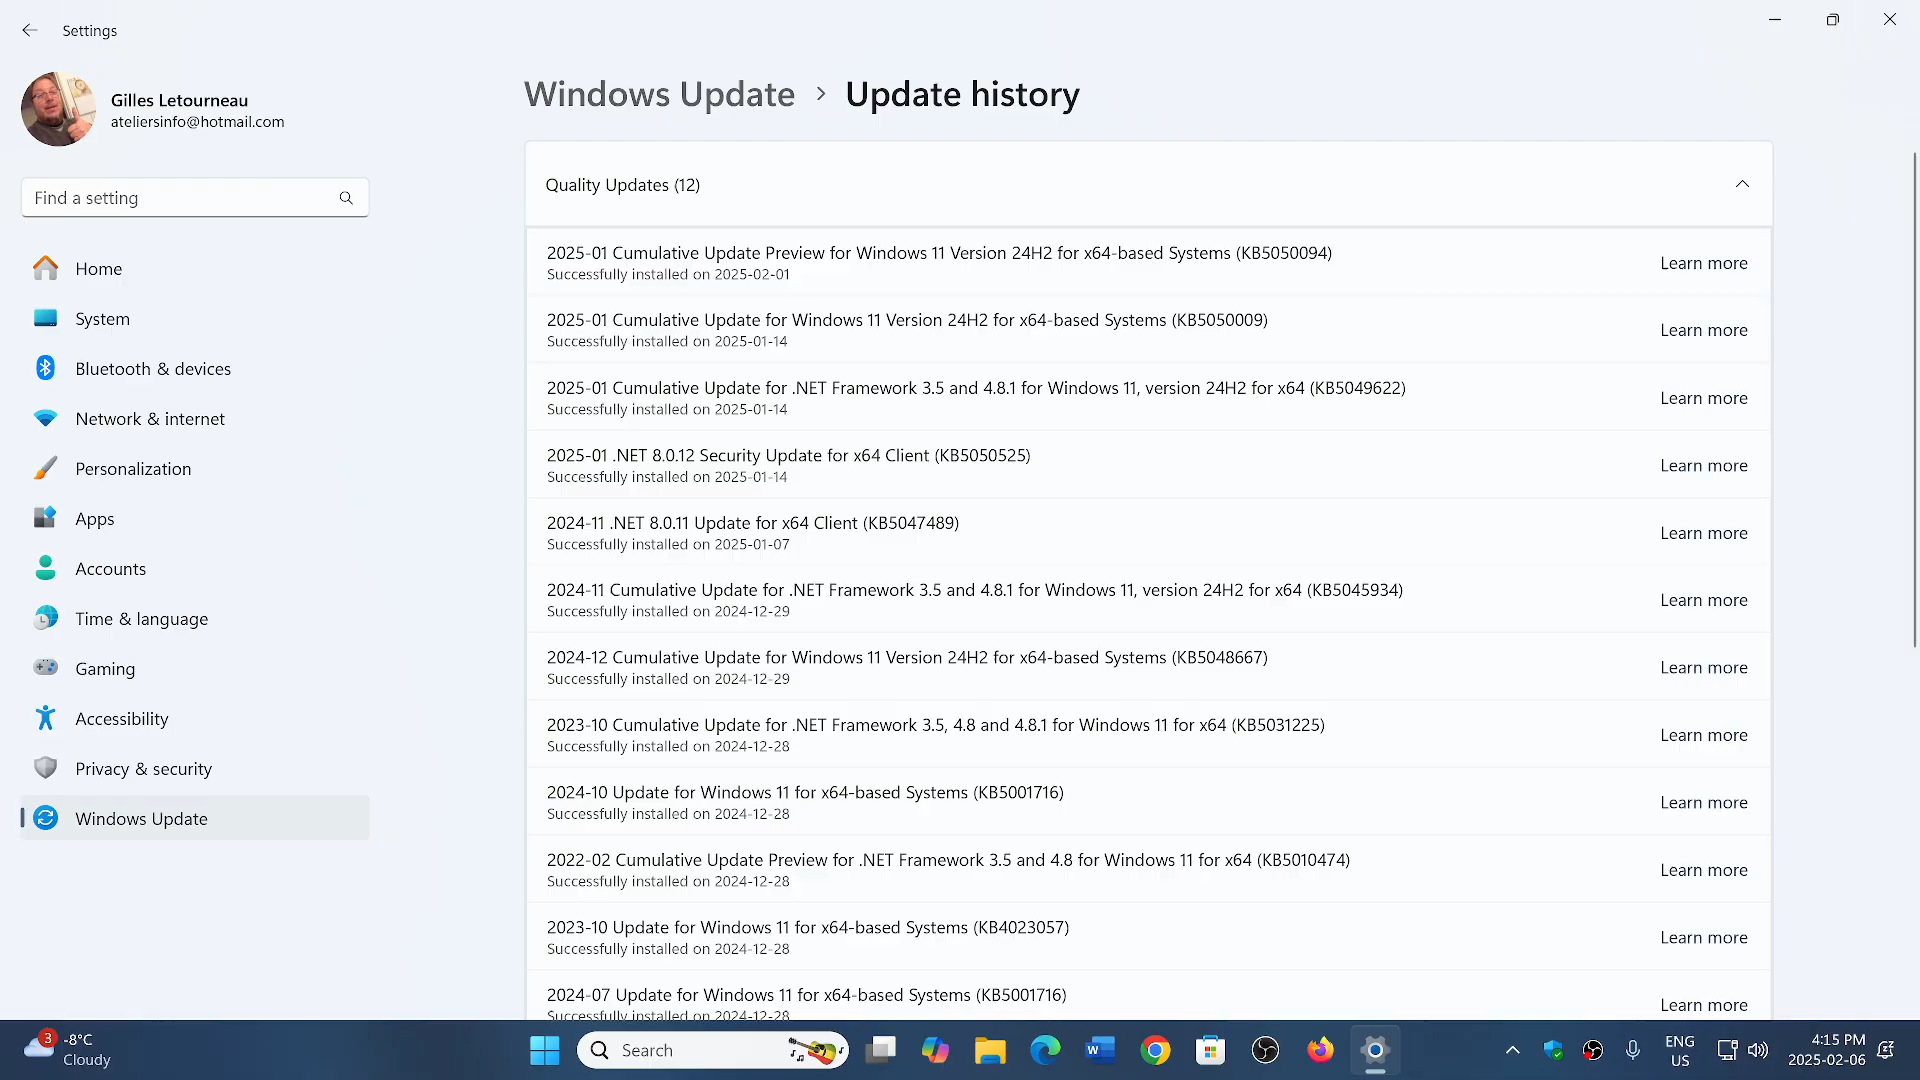 Settings
Gilles Letourneau
ateliersinfo@hotmail.com
Find a setting
Home
System
Bluetooth & devices
Network & internet
Personalization
Apps
Accounts
Time & language
Gaming
Accessibility
Privacy & security
Windows Update
Windows Update > Update history
Quality Updates (12)
2025-01 Cumulative Update Preview for Windows 11 Version 24H2 for x64-based Systems (KB5050094)
Successfully installed on 2025-02-01
Learn more
2025-01 Cumulative Update for Windows 11 Version 24H2 for x64-based Systems (KB5050009)
Successfully installed on 2025-01-14
Learn more
2025-01 Cumulative Update for .NET Framework 3.5 and 4.8.1 for Windows 11, version 24H2 for x64 (KB5049622)
Successfully installed on 2025-01-14
Learn more
2025-01 .NET 8.0.12 Security Update for x64 Client (KB5050525)
Successfully installed on 2025-01-14
Learn more
2024-11 .NET 8.0.11 Update for x64 Client (KB5047489)
Successfully installed on 2025-01-07
Learn more
2024-11 Cumulative Update for .NET Framework 3.5 and 4.8.1 for Windows 11, version 24H2 for x64 (KB5045934)
Successfully installed on 2024-12-29
Learn more
2024-12 Cumulative Update for Windows 11 Version 24H2 for x64-based Systems (KB5048667)
Successfully installed on 2024-12-29
Learn more
2023-10 Cumulative Update for .NET Framework 3.5, 4.8 and 4.8.1 for Windows 11 for x64 (KB5031225)
Successfully installed on 2024-12-28
Learn more
2024-10 Update for Windows 11 for x64-based Systems (KB5001716)
Successfully installed on 2024-12-28
Learn more
2022-02 Cumulative Update Preview for .NET Framework 3.5 and 4.8 for Windows 11 for x64 (KB5010474)
Successfully installed on 2024-12-28
Learn more
2023-10 Update for Windows 11 for x64-based Systems (KB4023057)
Successfully installed on 2024-12-28
Learn more
2024-07 Update for Windows 11 for x64-based Systems (KB5001716)
Successfully installed on 2024-12-28
Learn more
3
-8°C
Cloudy
Search
W
ENG
US
4:15 PM
2025-02-06